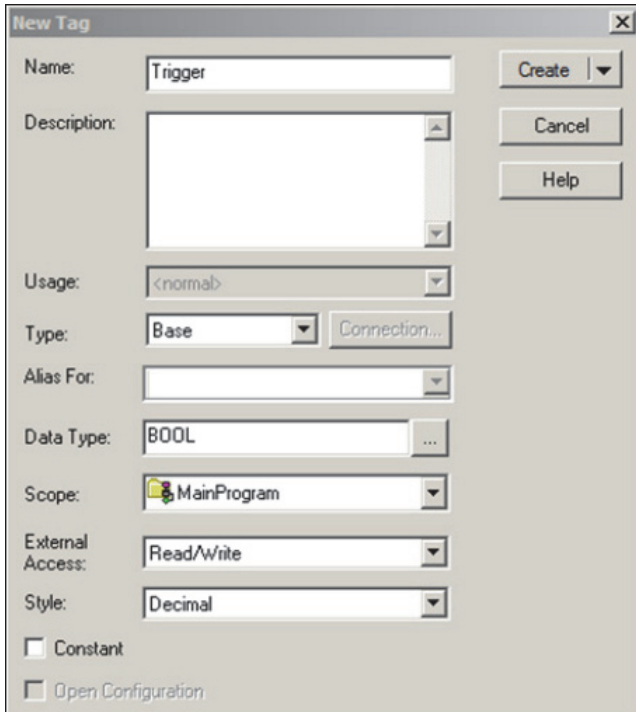 New Tag
Name: Trigger Create
Description: Cancel
Help
Usage: <normal>
Type: Base Connection...
Alias For:
Data Type: BOOL ...
Scope: MainProgram
External Access: Read/Write
Style: Decimal
Constant
Open Configuration